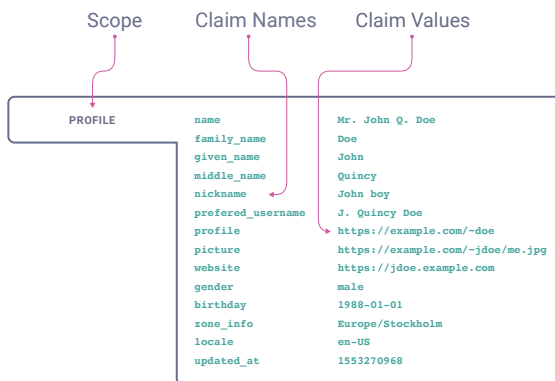 Scope Claim Names Claim Values
PROFILE name Mr. John Q. Doe
family_name Doe
given_name John
middle_name Quincy
nickname John boy
prefered_username J. Quincy Doe
profile https://example.com/~doe
picture https://example.com/~jdoe/me.jpg
website https://jdoe.example.com
gender male
birthday 1988-01-01
zone_info Europe/Stockholm
locale en-US
updated_at 1553270968